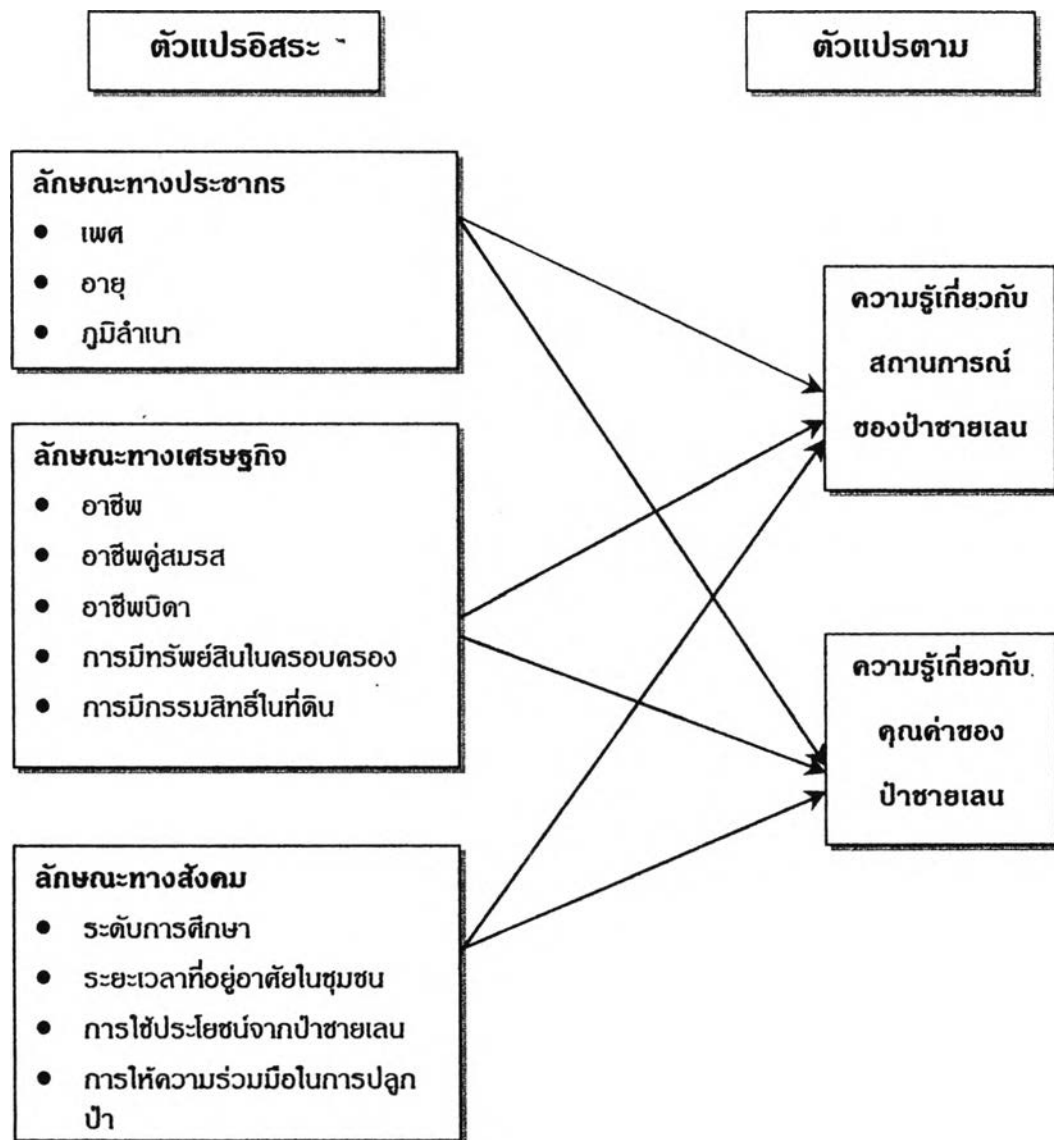 ตัวแปรอิสระ
ตัวแปรตาม
ลักษณะทางประชากร
● เพศ
● อายุ
● ภูมิลำเนา
ลักษณะทางเศรษฐกิจ
● อาชีพ
● อาชีพคู่สมรส
● อาชีพบิดา
● การมีทรัพย์สินในครอบครอง
● การมีกรรมสิทธิ์ในที่ดิน
ลักษณะทางสังคม
● ระดับการศึกษา
● ระยะเวลาที่อยู่อาศัยในชุมชน
● การใช้ประโยชน์จากป่าชายเลน
● การให้ความร่วมมือในการปลูก
ป่า
ความรู้เกี่ยวกับ
สถานการณ์
ของป่าชายเลน
ความรู้เกี่ยวกับ
คุณค่าของ
ป่าชายเลน